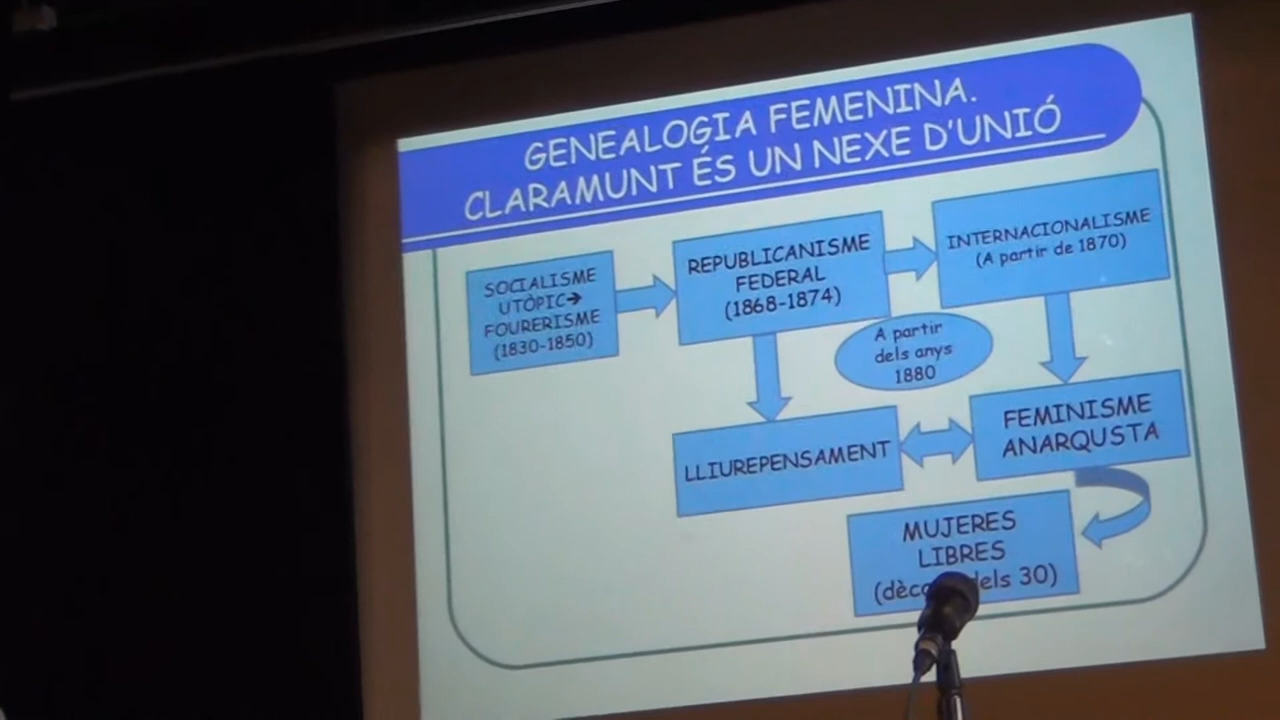 GENEALOGIA FEMENINA.
CLARAMUNT ÉS UN NEXE D'UNIÓ
SOCIALISME
UTÒPIC→
FOURERISME
(1830-1850)
REPUBLICANISME
FEDERAL
(1868-1874)
INTERNACIONALISME
(A partir de 1870)
A partir
dels anys
1880
LLIUREPENSAMENT
FEMINISME
ANARQUSTA
MUJERES
LIBRES
dels 30)